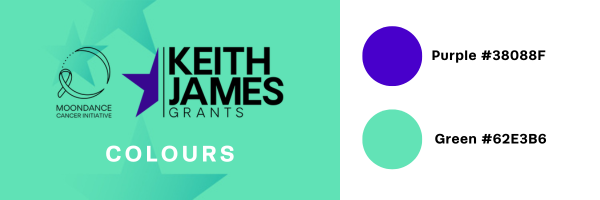 MOONDANCE
CANCER INITIATIVE
KEITH
JAMES
GRANTS
COLOURS
Purple #38088F
Green #62E3B6